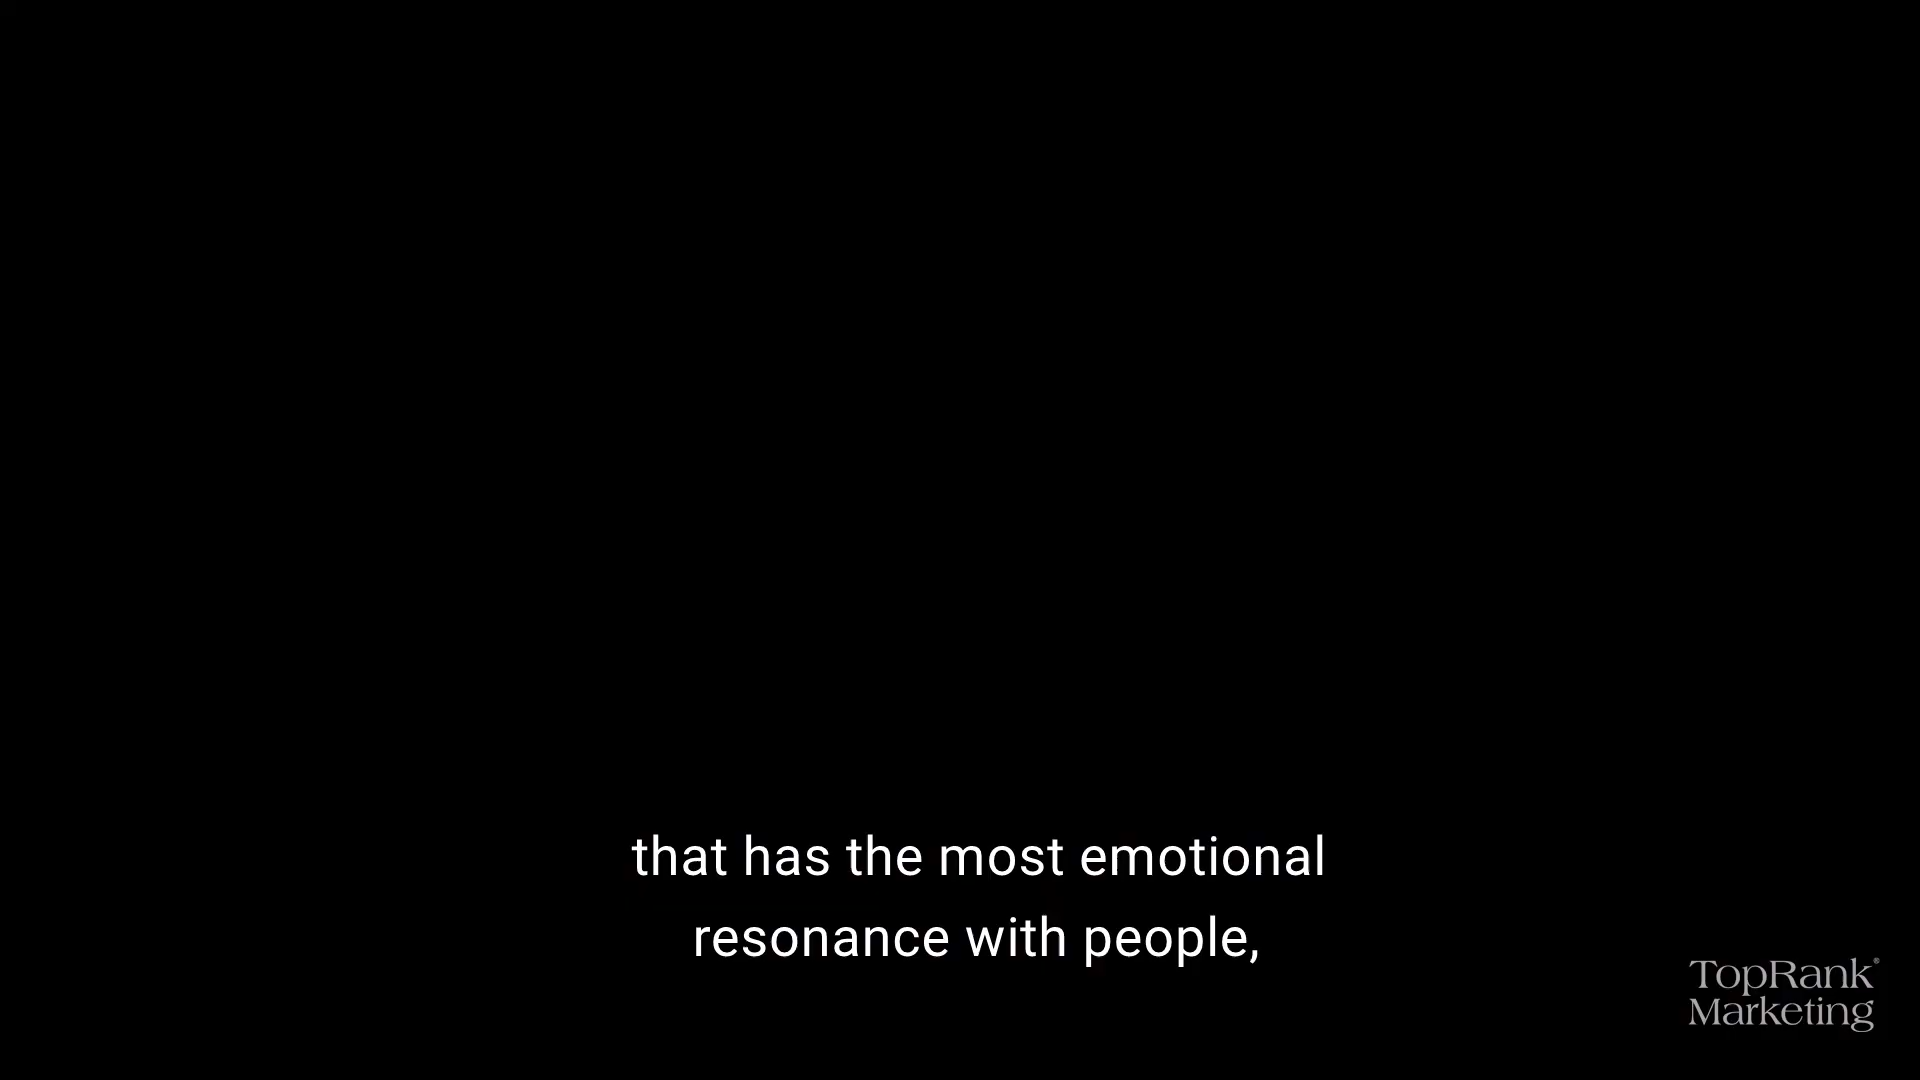 that has the most emotional
resonance with people,
TopRank®
Marketing